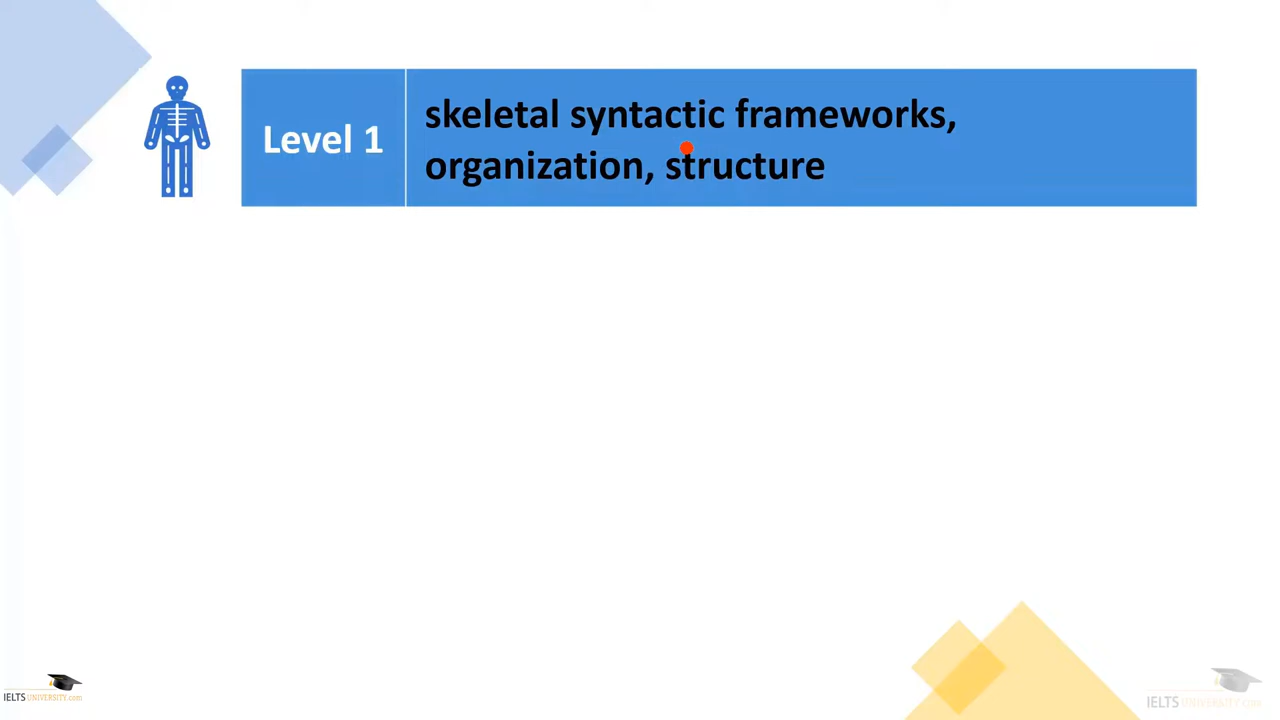 Level 1
skeletal syntactic frameworks,
organization, structure
IELTS UNIVERSITY.com
IELTS UNIVERSITY.com